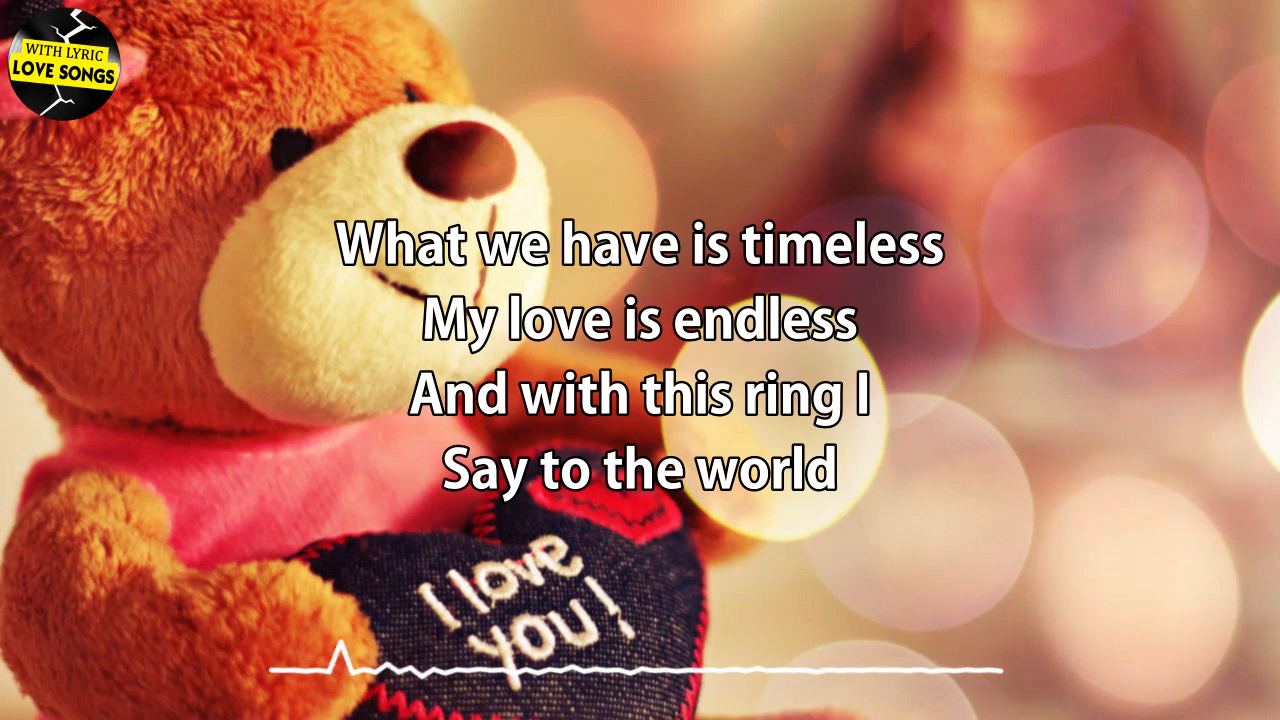 WITH LYRIC
LOVE SONGS
What we have is timeless
My love is endless
And with this ring I
Say to the world
I love
you!